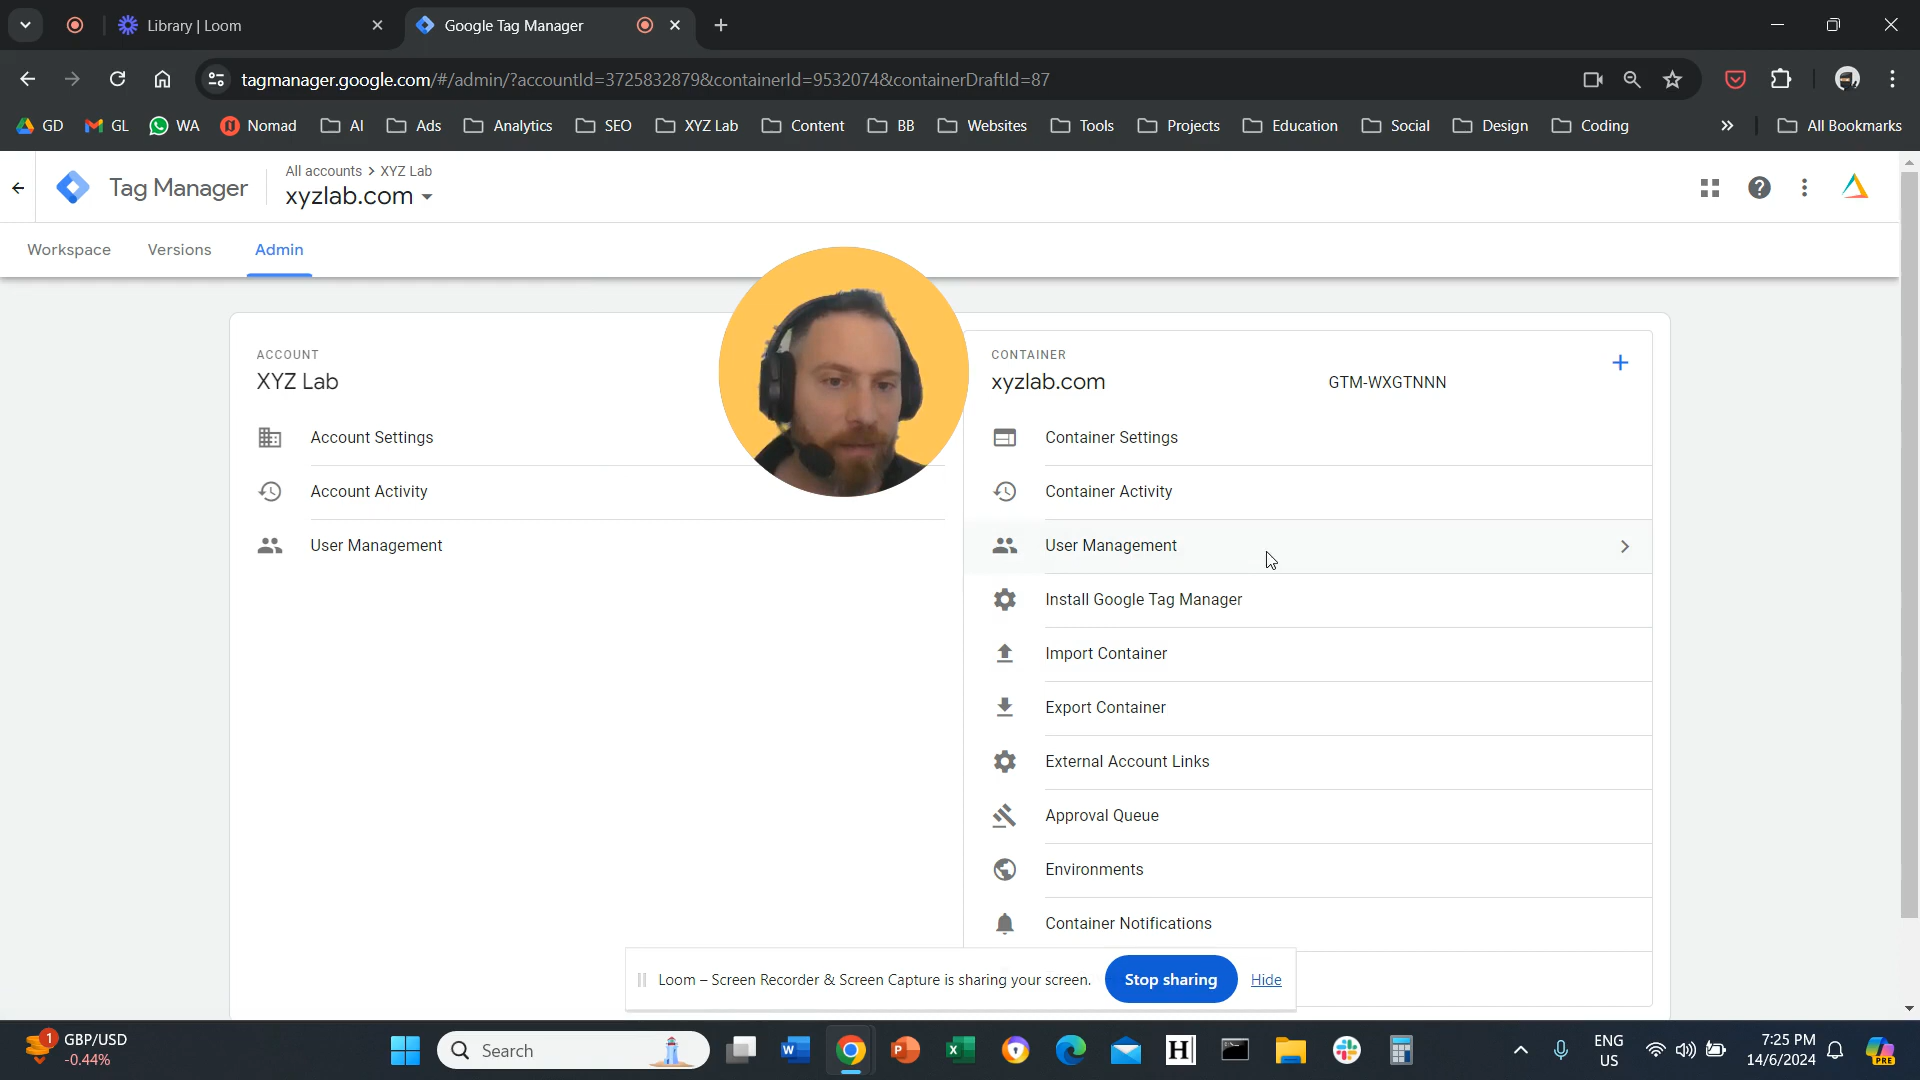 Library | Loom
Google Tag Manager
tagmanager.google.com/#/admin/?accountId=3725832879&containerId=9532074&containerDraftId=87
GD
GL
WA
Nomad
AI
Ads
Analytics
SEO
XYZ Lab
Content
BB
Websites
Tools
Projects
Education
Social
Design
Coding
All Bookmarks
Tag Manager
All accounts > XYZ Lab
xyzlab.com
Workspace
Versions
Admin
ACCOUNT
XYZ Lab
Account Settings
Account Activity
User Management
CONTAINER
xyzlab.com
GTM-WXGTNNN
Container Settings
Container Activity
User Management
Install Google Tag Manager
Import Container
Export Container
External Account Links
Approval Queue
Environments
Container Notifications
Loom – Screen Recorder & Screen Capture is sharing your screen.
Stop sharing
Hide
1
GBP/USD
-0.44%
Search
ENG
US
7:25 PM
14/6/2024
PRE